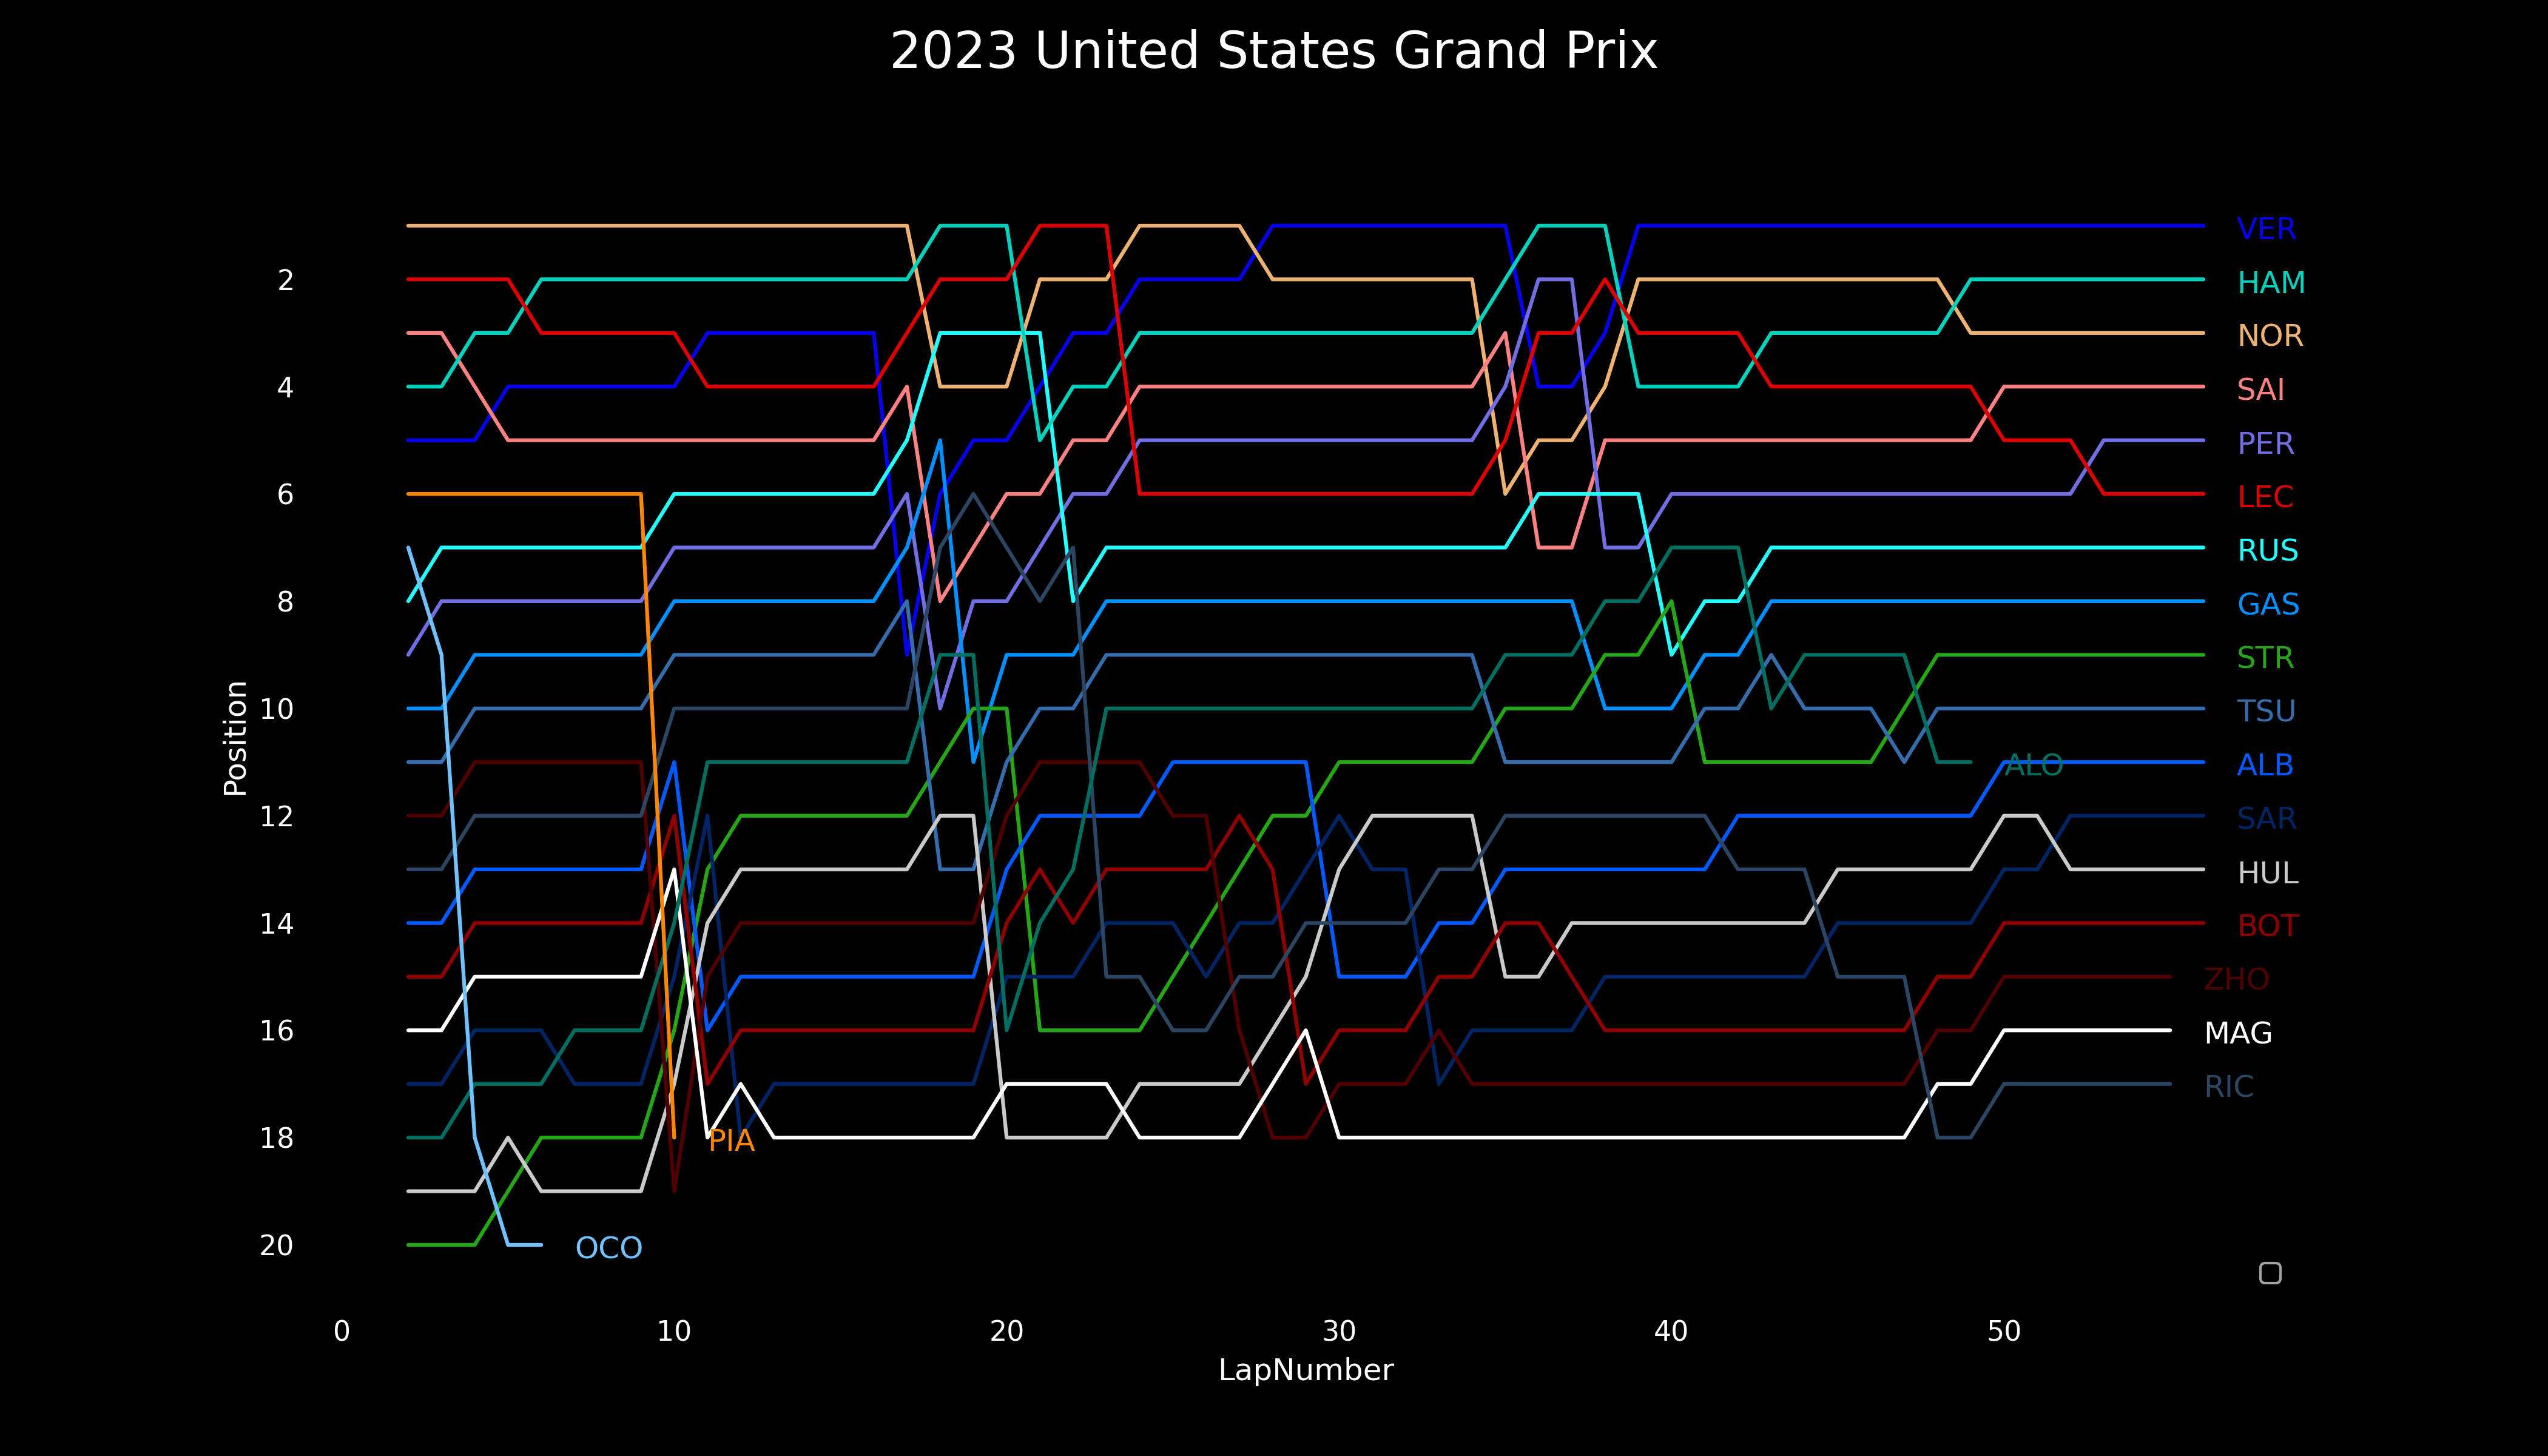 2023 United States Grand Prix
VER
2 HAM
NOR
4 SAI
PER
6 LEC
RUS
8 GAS
STR
10 TSU
ALO ALB
12 SAR
HUL
14 BOT
ZHO
16 MAG
RIC
18 PIA
20 OCO
Position
0 10 20 30 40 50
LapNumber